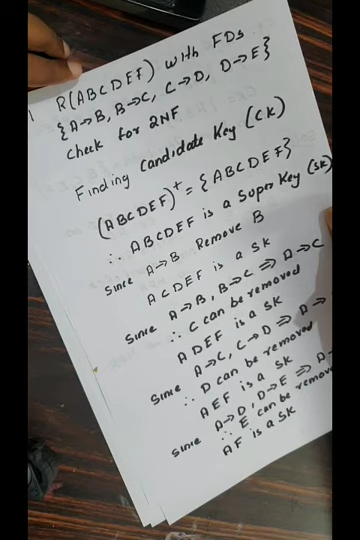 R(ABCDEF) with FDs
{A→B, B→C, C→D, D→E}
Check for 2NF
Finding Candidate Key (CK)
(ABCDEF)⁺ = {ABCDEF}
∴ ABCDEF is a Super Key (SK)
Since A→B Remove B
ACDEF is a SK
Since A→B, B→C ⇒ A→C
∴ C can be removed
ADEF is a SK
Since A→C, C→D ⇒ A→
∴ D can be removed
AEF is a SK
Since A→D, D→E ⇒ A→
∴ E can be remove
AF is a SK